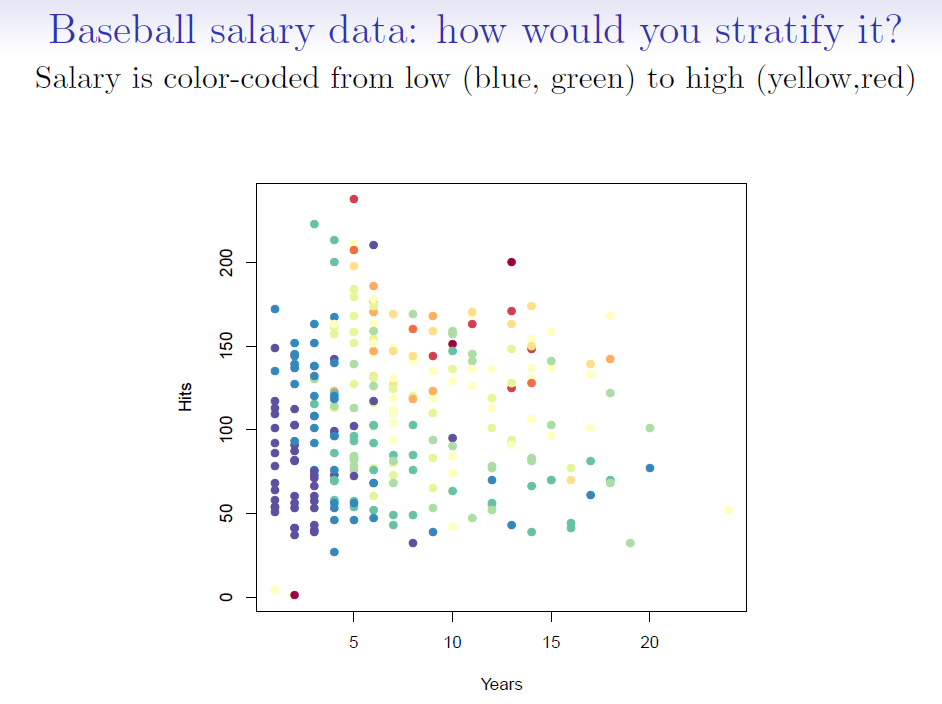 Baseball salary data: how would you stratify it?
Salary is color-coded from low (blue, green) to high (yellow,red)
200
150
100
50
0
Hits
5 10 15 20
Years